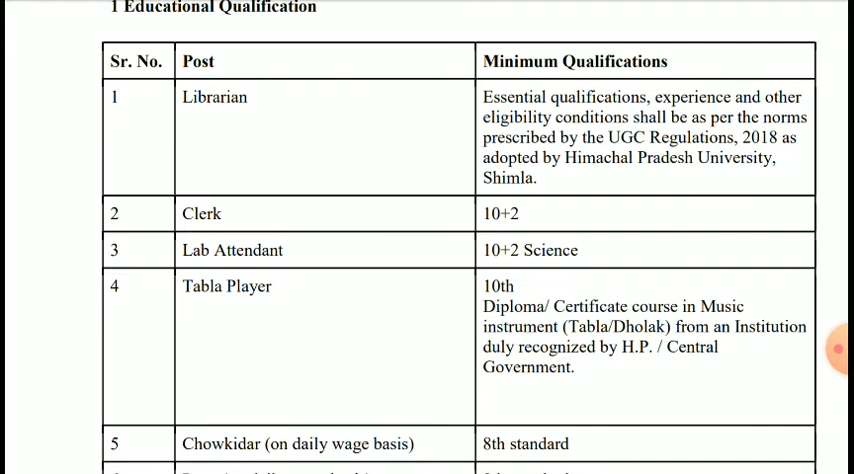 1 Educational Qualification
Sr. No. Post Minimum Qualifications
1 Librarian Essential qualifications, experience and other
eligibility conditions shall be as per the norms
prescribed by the UGC Regulations, 2018 as
adopted by Himachal Pradesh University,
Shimla.
2 Clerk 10+2
3 Lab Attendant 10+2 Science
4 Tabla Player 10th
Diploma/ Certificate course in Music
instrument (Tabla/Dholak) from an Institution
duly recognized by H.P. / Central
Government.
5 Chowkidar (on daily wage basis) 8th standard